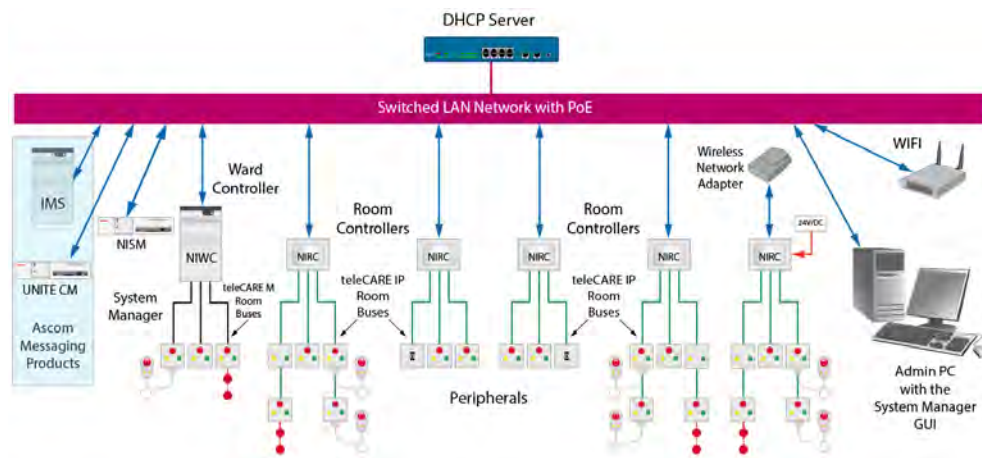 DHCP Server
Switched LAN Network with PoE
IMS
UNITE CM
Ascom
Messaging
Products
NISM
Ward
Controller
NIWC
System
Manager
teleCARE M
Room
Buses
Room
Controllers
NIRC
teleCARE IP
Room
Buses
NIRC
Peripherals
NIRC
Room
Controllers
teleCARE IP
Room
Buses
NIRC
Wireless
Network
Adapter
24V/DC
NIRC
WIFI
Admin PC
with the
System Manager
GUI